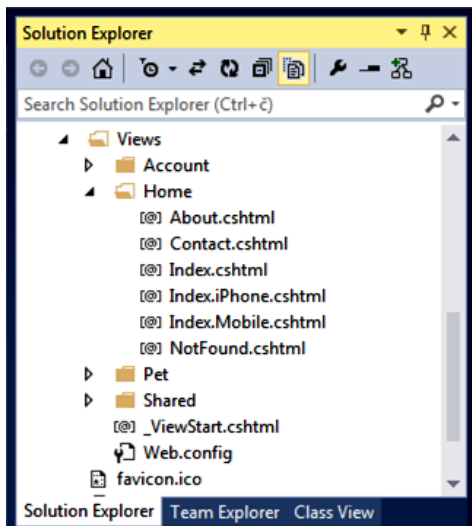 Solution Explorer
Search Solution Explorer (Ctrl+č)
Views
Account
Home
[@] About.cshtml
[@] Contact.cshtml
[@] Index.cshtml
[@] Index.iPhone.cshtml
[@] Index.Mobile.cshtml
[@] NotFound.cshtml
Pet
Shared
[@] _ViewStart.cshtml
Web.config
favicon.ico
Solution Explorer Team Explorer Class View